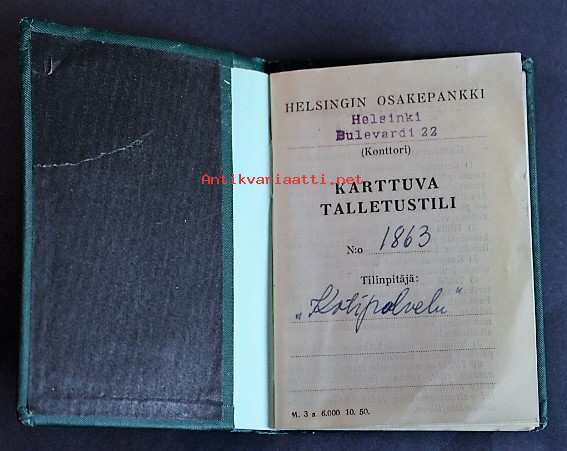 HELSINGIN OSAKEPANKKI
Helsinki
Bulevardi 22
(Konttori)
Antikvariaatti.net
KARTTUVA
TALLETUSTILI
N:o 1863
Tilinpitäjä:
„Kotipalvelu"
M. 3 a. 6.000 10. 50.